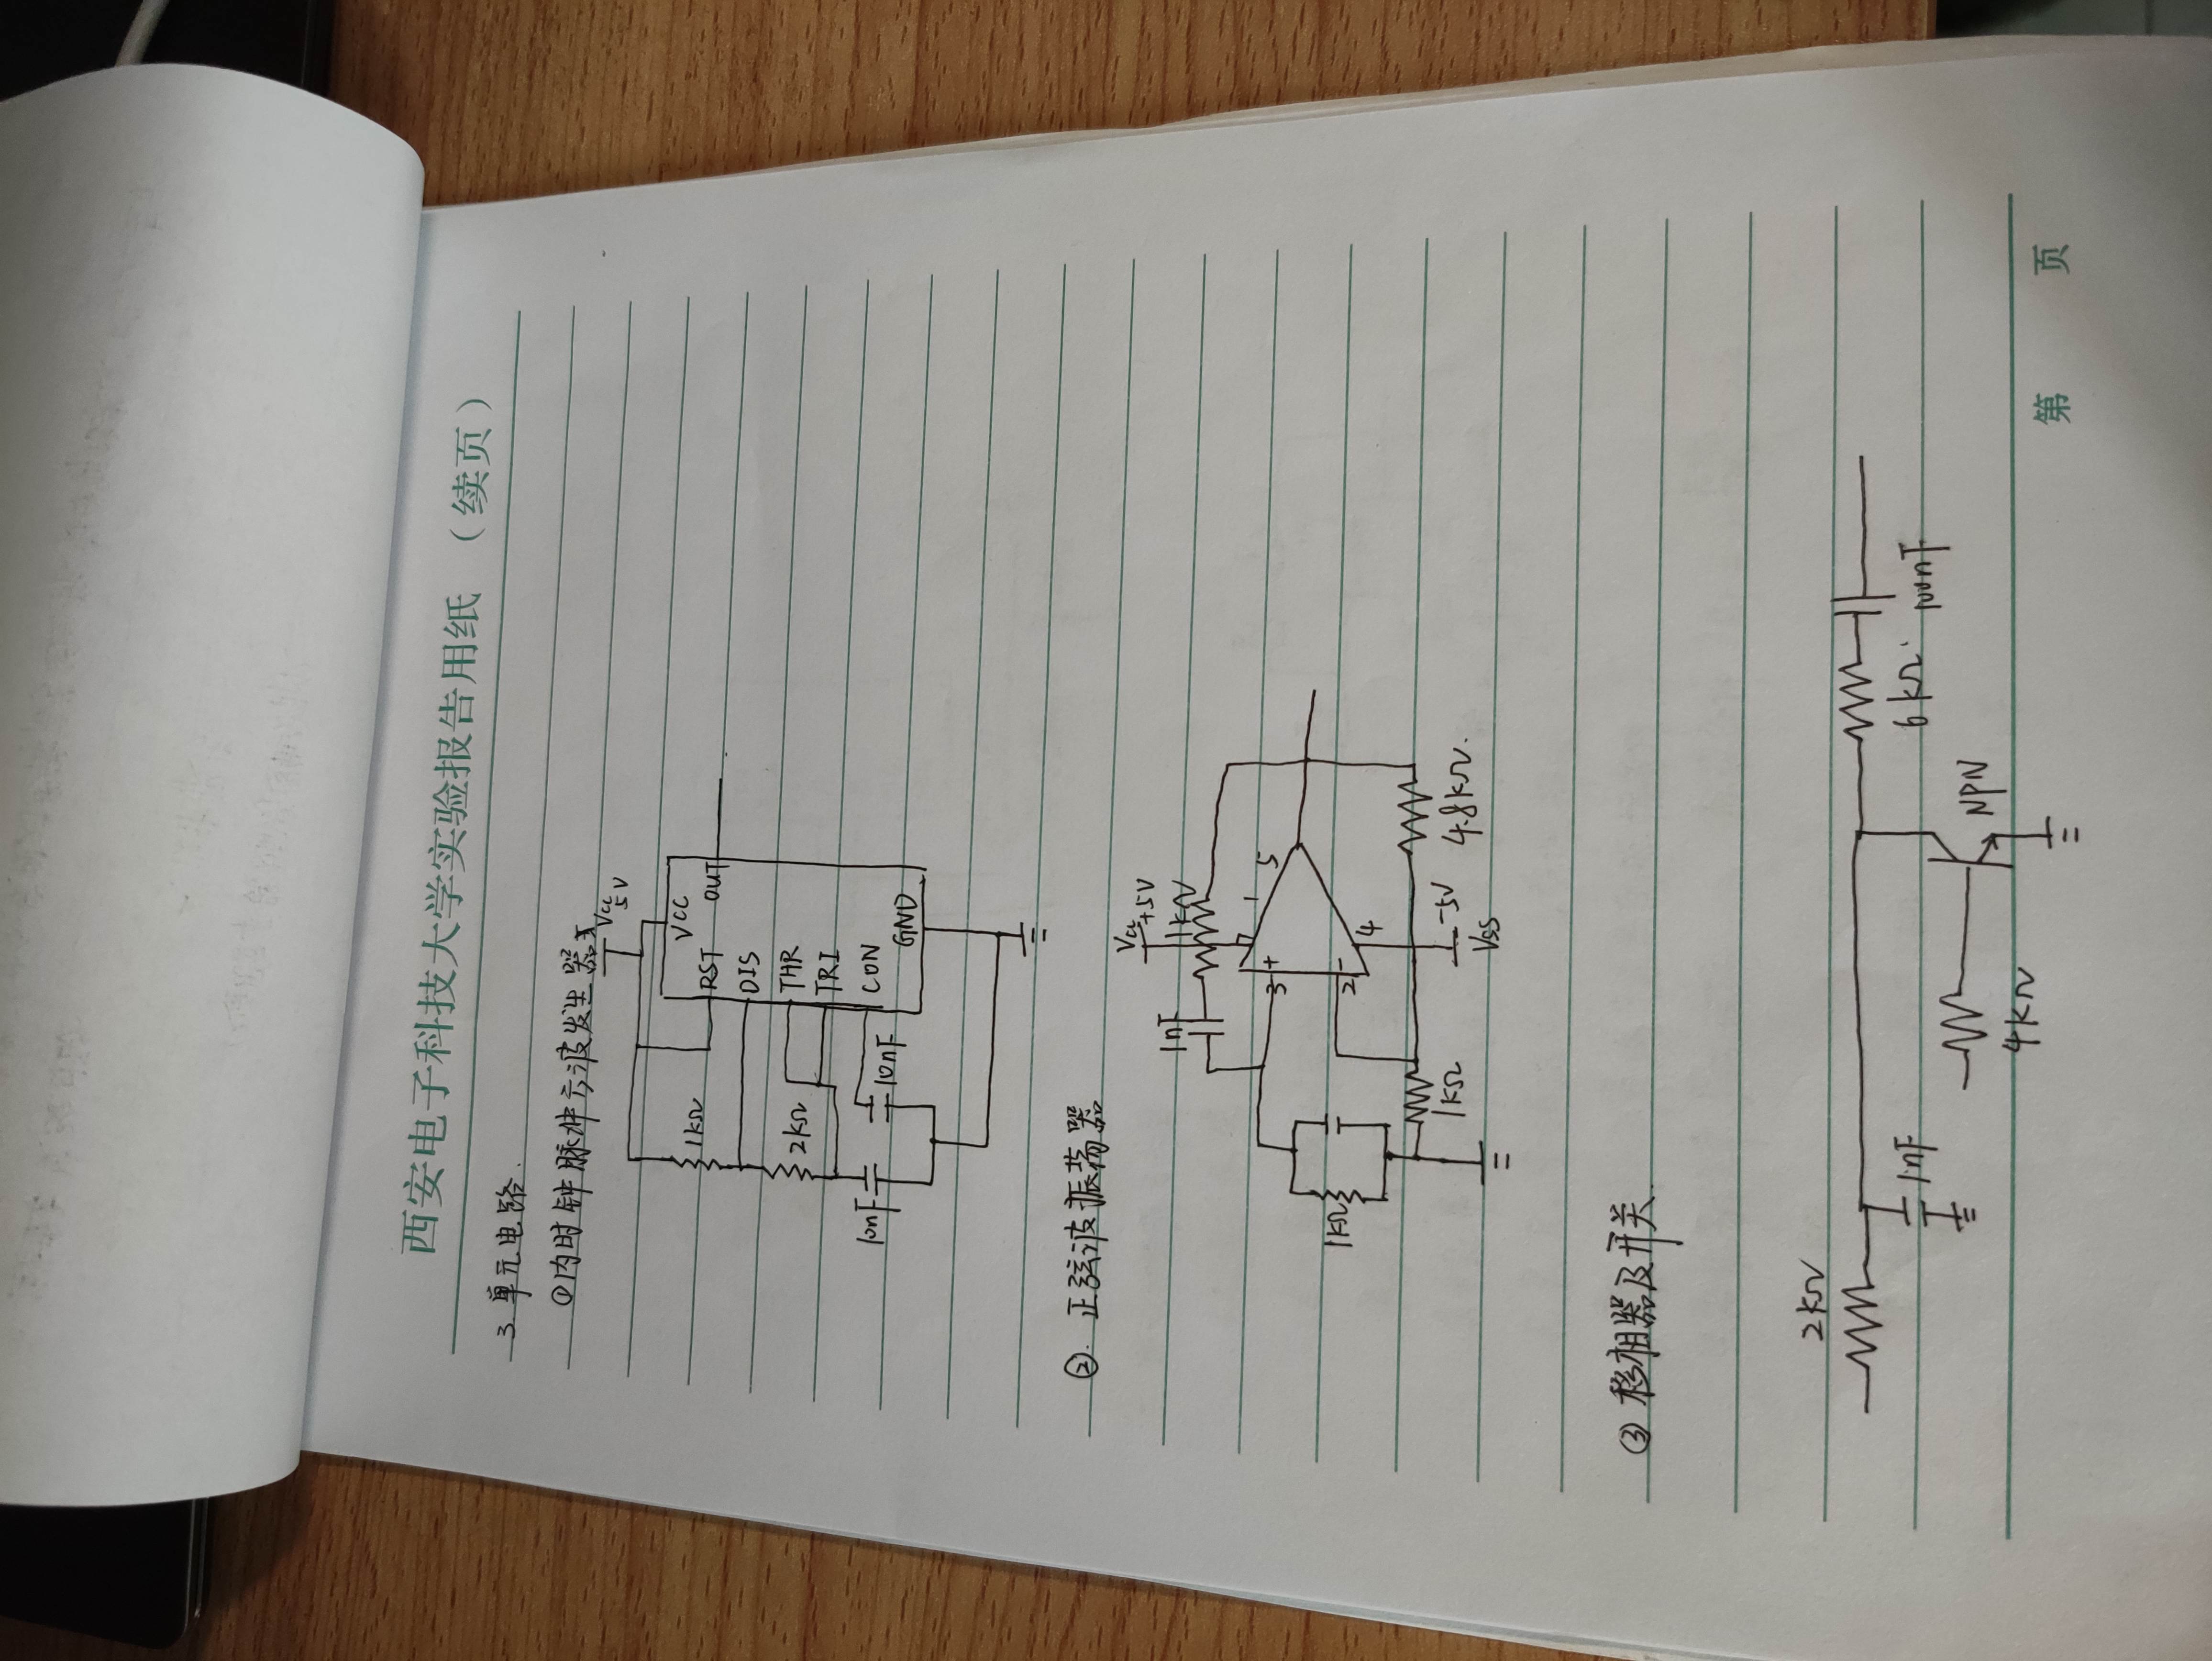 西安电子科技大学实验报告用纸 （续页）
3. 单元电路.
①内时钟脉冲方波发生器
Vcc
5V
VCC
1kΩ
RST OUT
DIS
2kΩ
THR
TRI
10nF
10nF
CON
GND
②. 正弦波振荡器
Vcc
+5V
1nF
1kΩ
7 1 5
3 +
1kΩ
2 -
4
1kΩ
-5V
4.8kΩ.
VSS
③ 移相器及开关.
2kΩ
1nF
6kΩ.
100nF
NPN
4kΩ
第 页